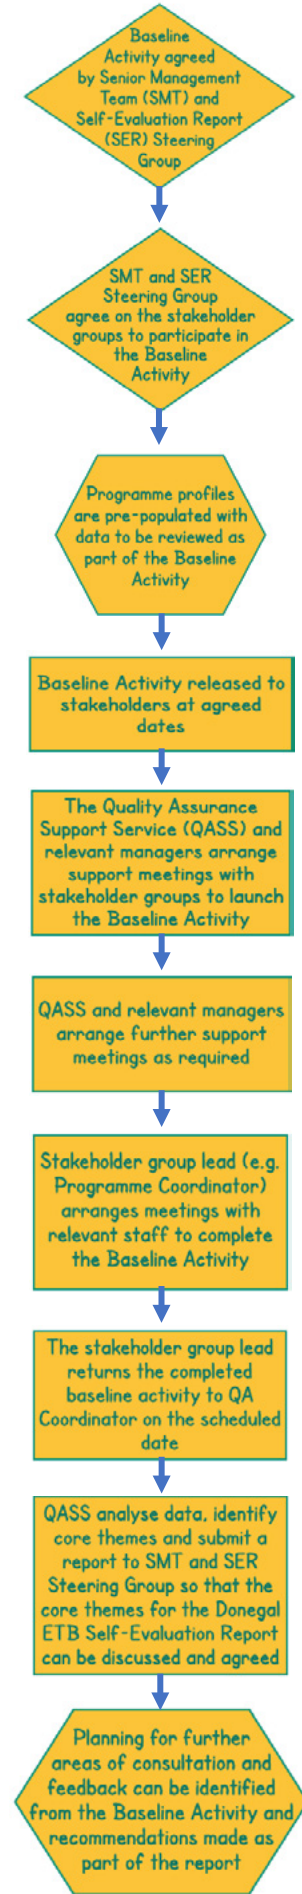 Baseline
Activity agreed
by Senior Management
Team (SMT) and
Self-Evaluation Report
(SER) Steering
Group
SMT and SER
Steering Group
agree on the stakeholder
groups to participate in
the Baseline
Activity
Programme profiles
are pre-populated with
data to be reviewed as
part of the Baseline
Activity
Baseline Activity released to
stakeholders at agreed
dates
The Quality Assurance
Support Service (QASS) and
relevant managers arrange
support meetings with
stakeholder groups to launch
the Baseline Activity
QASS and relevant managers
arrange further support
meetings as required
Stakeholder group lead (e.g.
Programme Coordinator)
arranges meetings with
relevant staff to complete
the Baseline Activity
The stakeholder group lead
returns the completed
baseline activity to QA
Coordinator on the scheduled
date
QASS analyse data, identify
core themes and submit a
report to SMT and SER
Steering Group so that the
core themes for the Donegal
ETB Self-Evaluation Report
can be discussed and agreed
Planning for further
areas of consultation and
feedback can be identified
from the Baseline Activity and
recommendations made as
part of the report